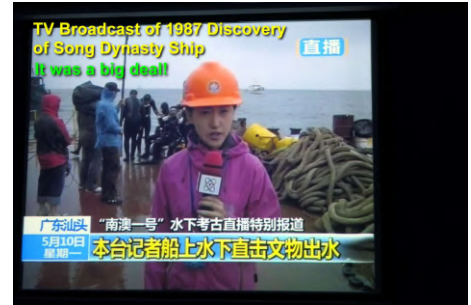 TV Broadcast of 1987 Discovery
of Song Dynasty Ship
It was a big deal!
直播
广东汕头
“南澳一号”水下考古直播特别报道
5月10日
星期一
本台记者船上水下直击文物出水